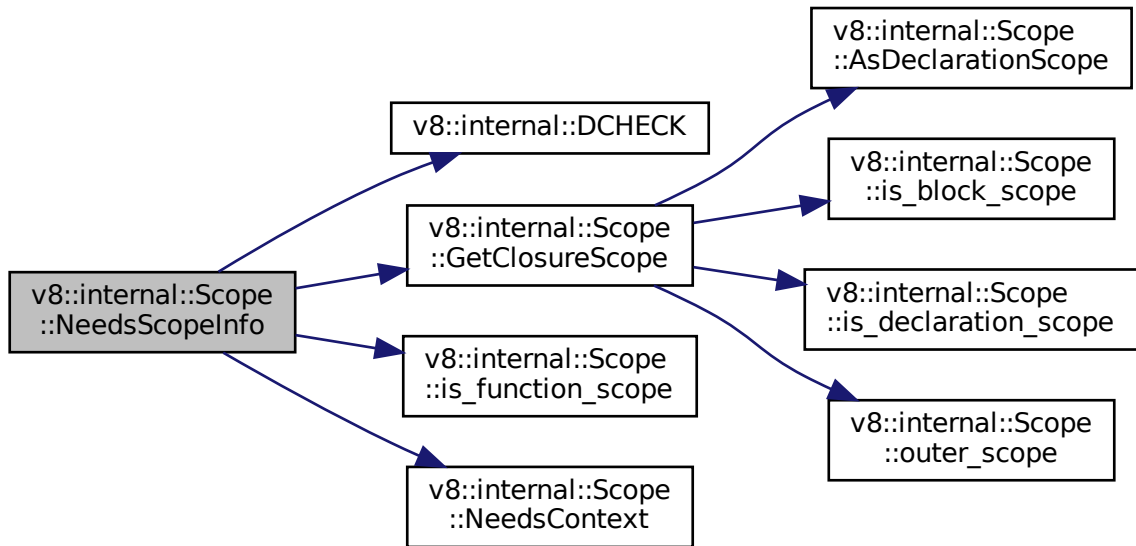 v8::internal::Scope
::NeedsScopeInfo
v8::internal::DCHECK
v8::internal::Scope
::GetClosureScope
v8::internal::Scope
::is_function_scope
v8::internal::Scope
::NeedsContext
v8::internal::Scope
::AsDeclarationScope
v8::internal::Scope
::is_block_scope
v8::internal::Scope
::is_declaration_scope
v8::internal::Scope
::outer_scope